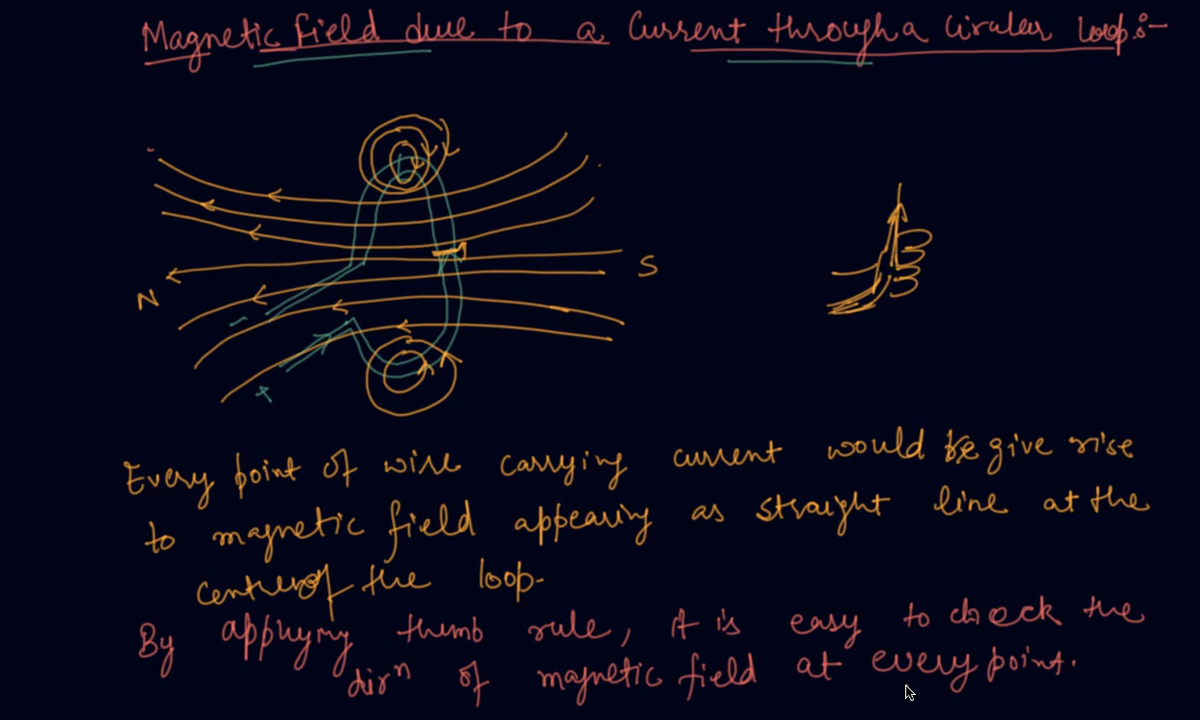 Magnetic field due to a Current through a Circular loop:-
S
N
-
+
Every point of wire carrying current would be give rise
to magnetic field appearing as straight line at the
centre of the loop.
By applying thumb rule, it is easy to check the
dirn of magnetic field at every point.